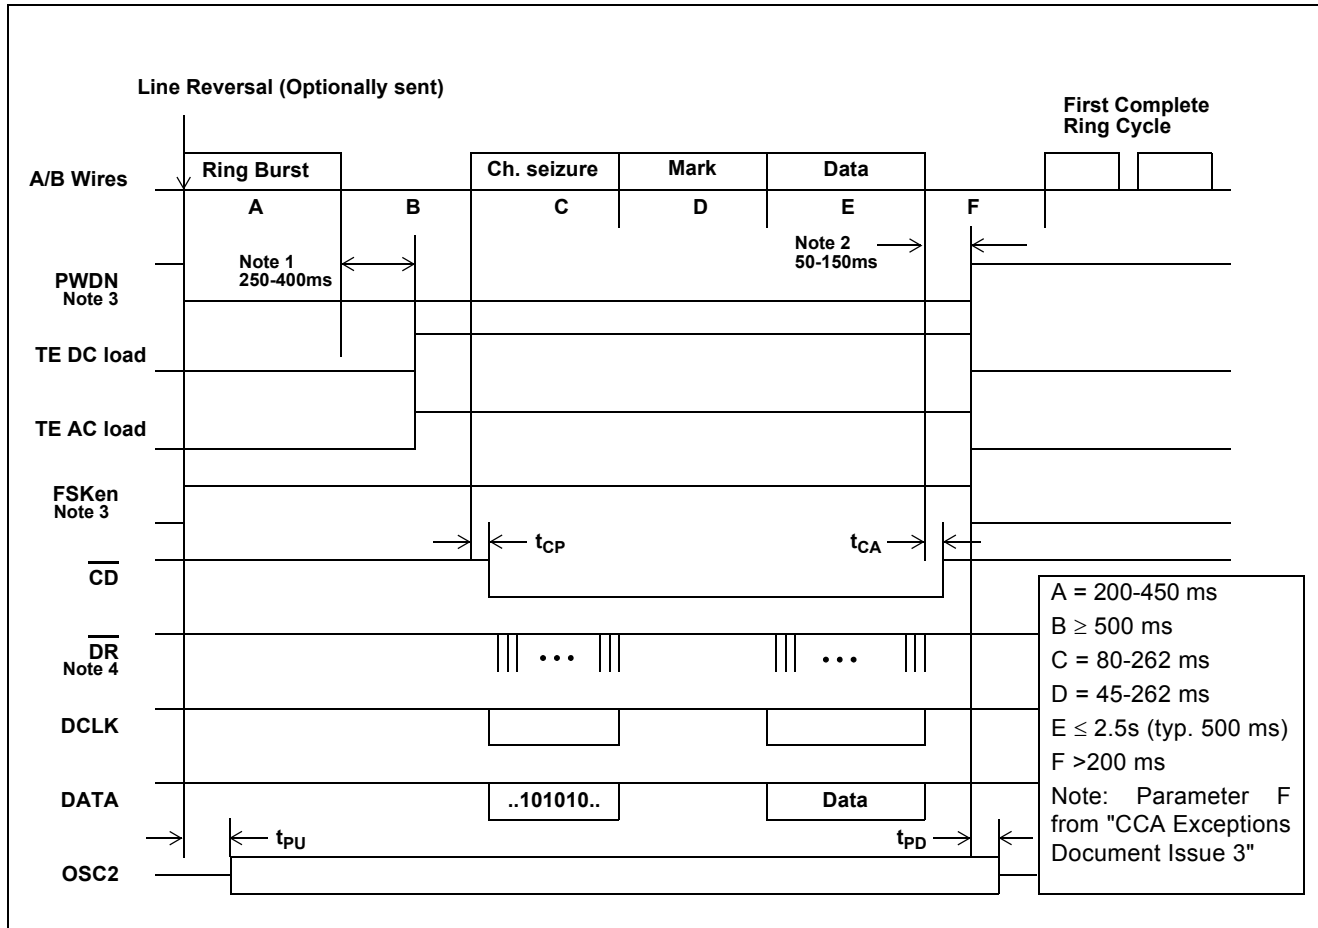 Line Reversal (Optionally sent)
First Complete
Ring Cycle
A/B Wires
Ring Burst
Ch. seizure
Mark
Data
A
B
C
D
E
F
PWDN
Note 3
Note 1
250-400ms
Note 2
50-150ms
TE DC load
TE AC load
FSKen
Note 3
tCP
tCA
CD
DR
Note 4
• • •
• • •
DCLK
DATA
..101010..
Data
tPU
tPD
OSC2
A = 200-450 ms
B ≥ 500 ms
C = 80-262 ms
D = 45-262 ms
E ≤ 2.5s (typ. 500 ms)
F >200 ms
Note: Parameter F
from "CCA Exceptions
Document Issue 3"